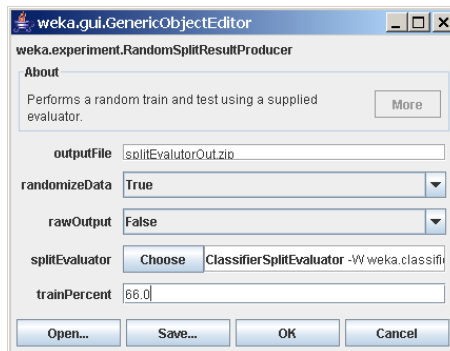 weka.gui.GenericObjectEditor
weka.experiment.RandomSplitResultProducer
About
Performs a random train and test using a supplied
evaluator.
More
outputFile splitEvalutorOut.zip
randomizeData True
rawOutput False
splitEvaluator Choose ClassifierSplitEvaluator -W weka.classifi
trainPercent 66.0
Open... Save... OK Cancel